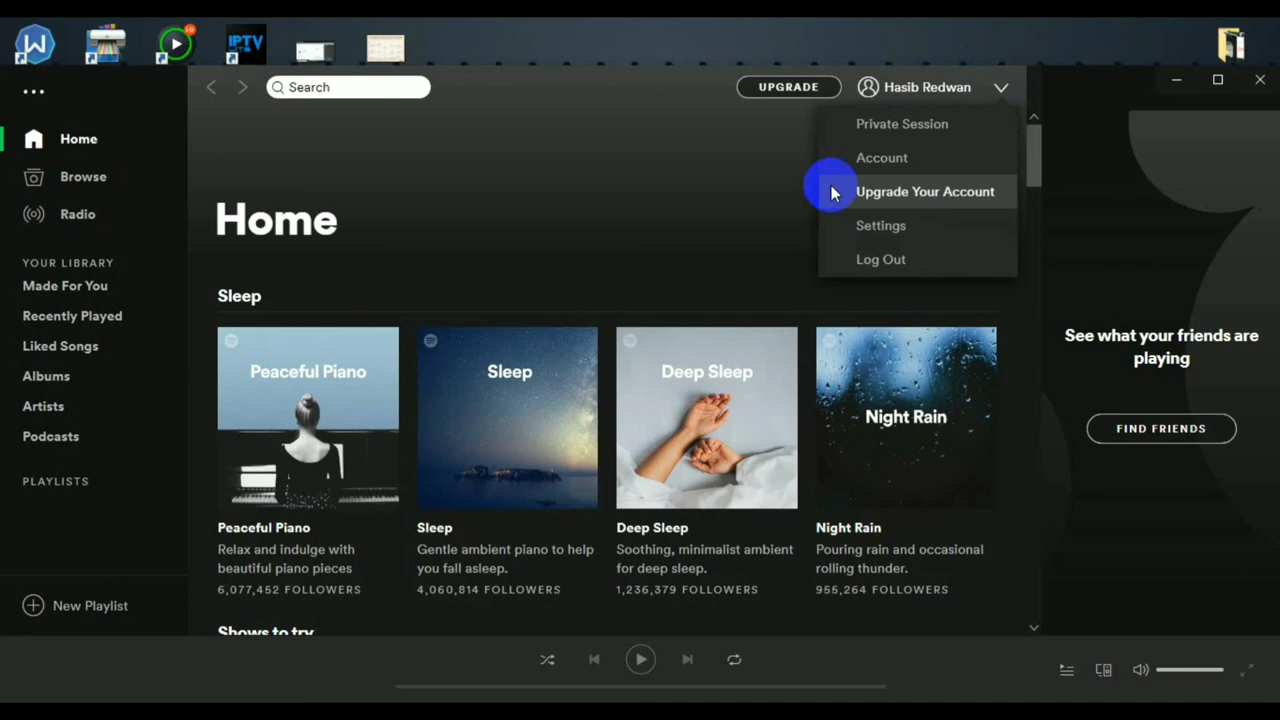 IPTV
10
Search
UPGRADE
Hasib Redwan
Private Session
Account
Upgrade Your Account
Settings
Log Out
Home
Browse
Radio
YOUR LIBRARY
Made For You
Recently Played
Liked Songs
Albums
Artists
Podcasts
PLAYLISTS
New Playlist
Home
Sleep
Peaceful Piano
Sleep
Deep Sleep
Night Rain
Peaceful Piano
Relax and indulge with
beautiful piano pieces
6,077,452 FOLLOWERS
Sleep
Gentle ambient piano to help
you fall asleep.
4,060,814 FOLLOWERS
Deep Sleep
Soothing, minimalist ambient
for deep sleep.
1,236,379 FOLLOWERS
Night Rain
Pouring rain and occasional
rolling thunder.
955,264 FOLLOWERS
Shows to try
See what your friends are
playing
FIND FRIENDS